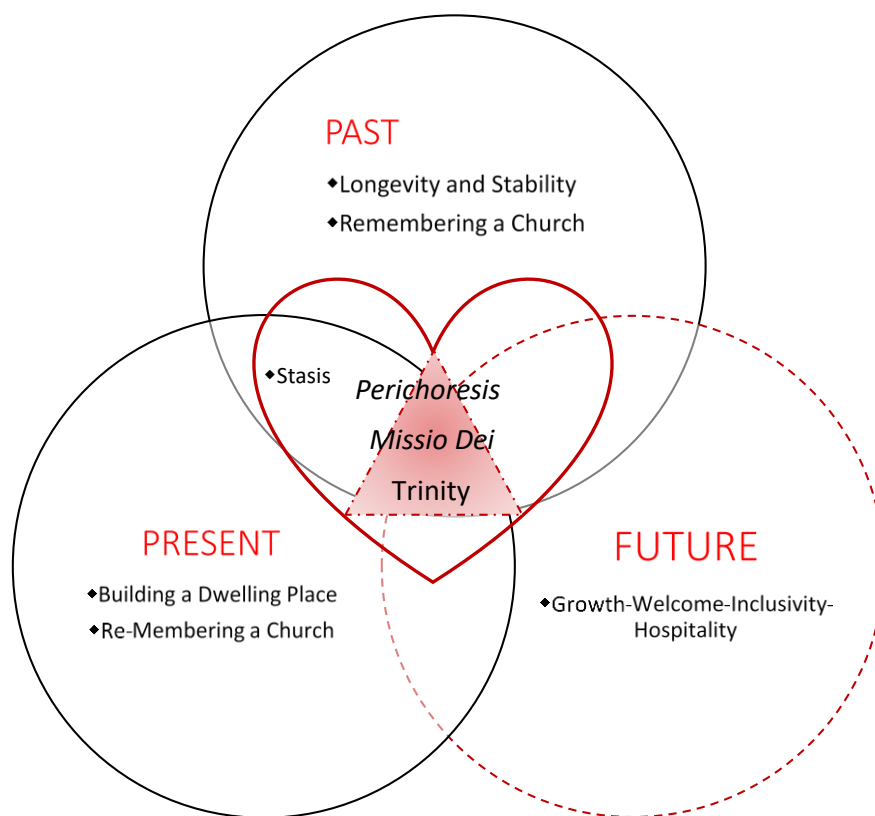 PAST
◆Longevity and Stability
◆Remembering a Church
◆Stasis
Perichoresis
Missio Dei
Trinity
PRESENT
◆Building a Dwelling Place
◆Re-Membering a Church
FUTURE
◆Growth-Welcome-Inclusivity-
Hospitality